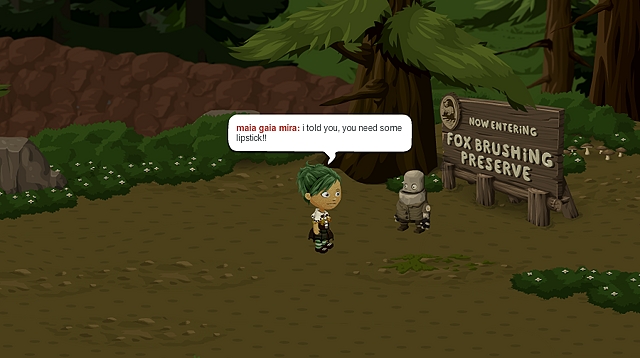 maia gaia mira: i told you, you need some
lipstick!!
NOW ENTERING
FOX BRUSHING
PRESERVE